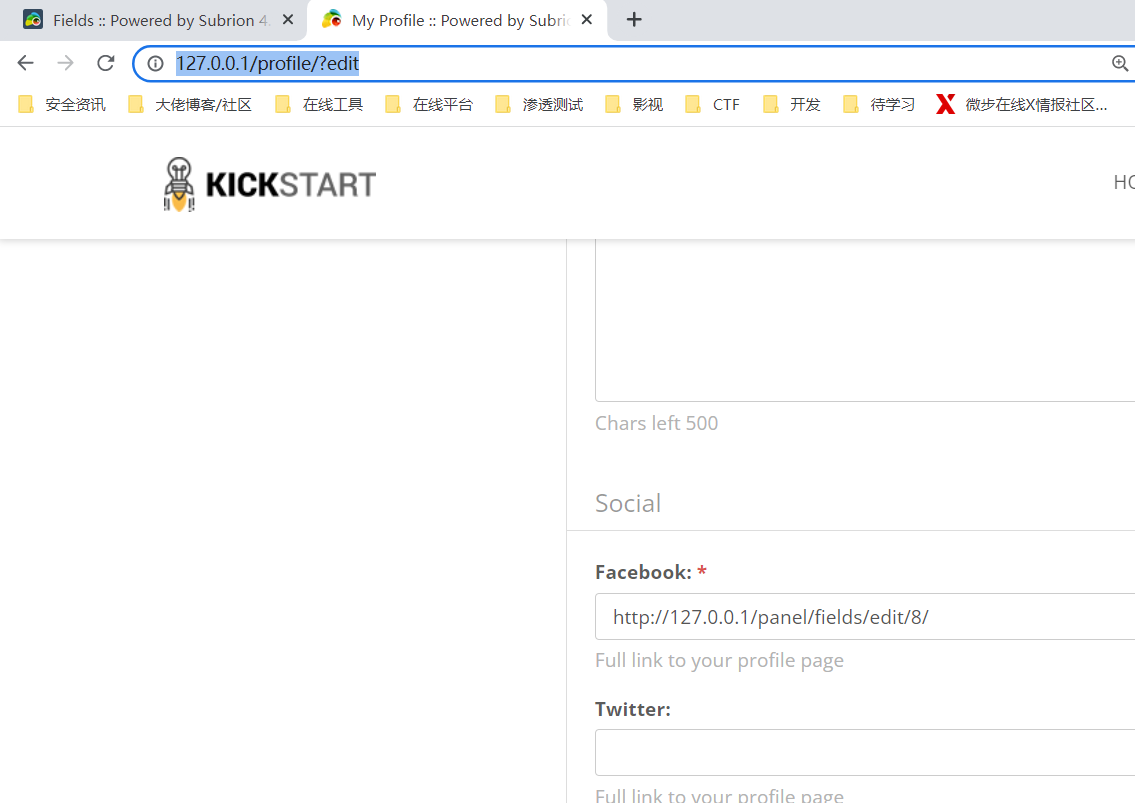 Fields :: Powered by Subrion 4.
My Profile :: Powered by Subrio
127.0.0.1/profile/?edit
安全资讯 大佬博客/社区 在线工具 在线平台 渗透测试 影视 CTF 开发 待学习 微步在线X情报社区...
KICKSTART
HO
Chars left 500
Social
Facebook: *
http://127.0.0.1/panel/fields/edit/8/
Full link to your profile page
Twitter:
Full link to your profile page